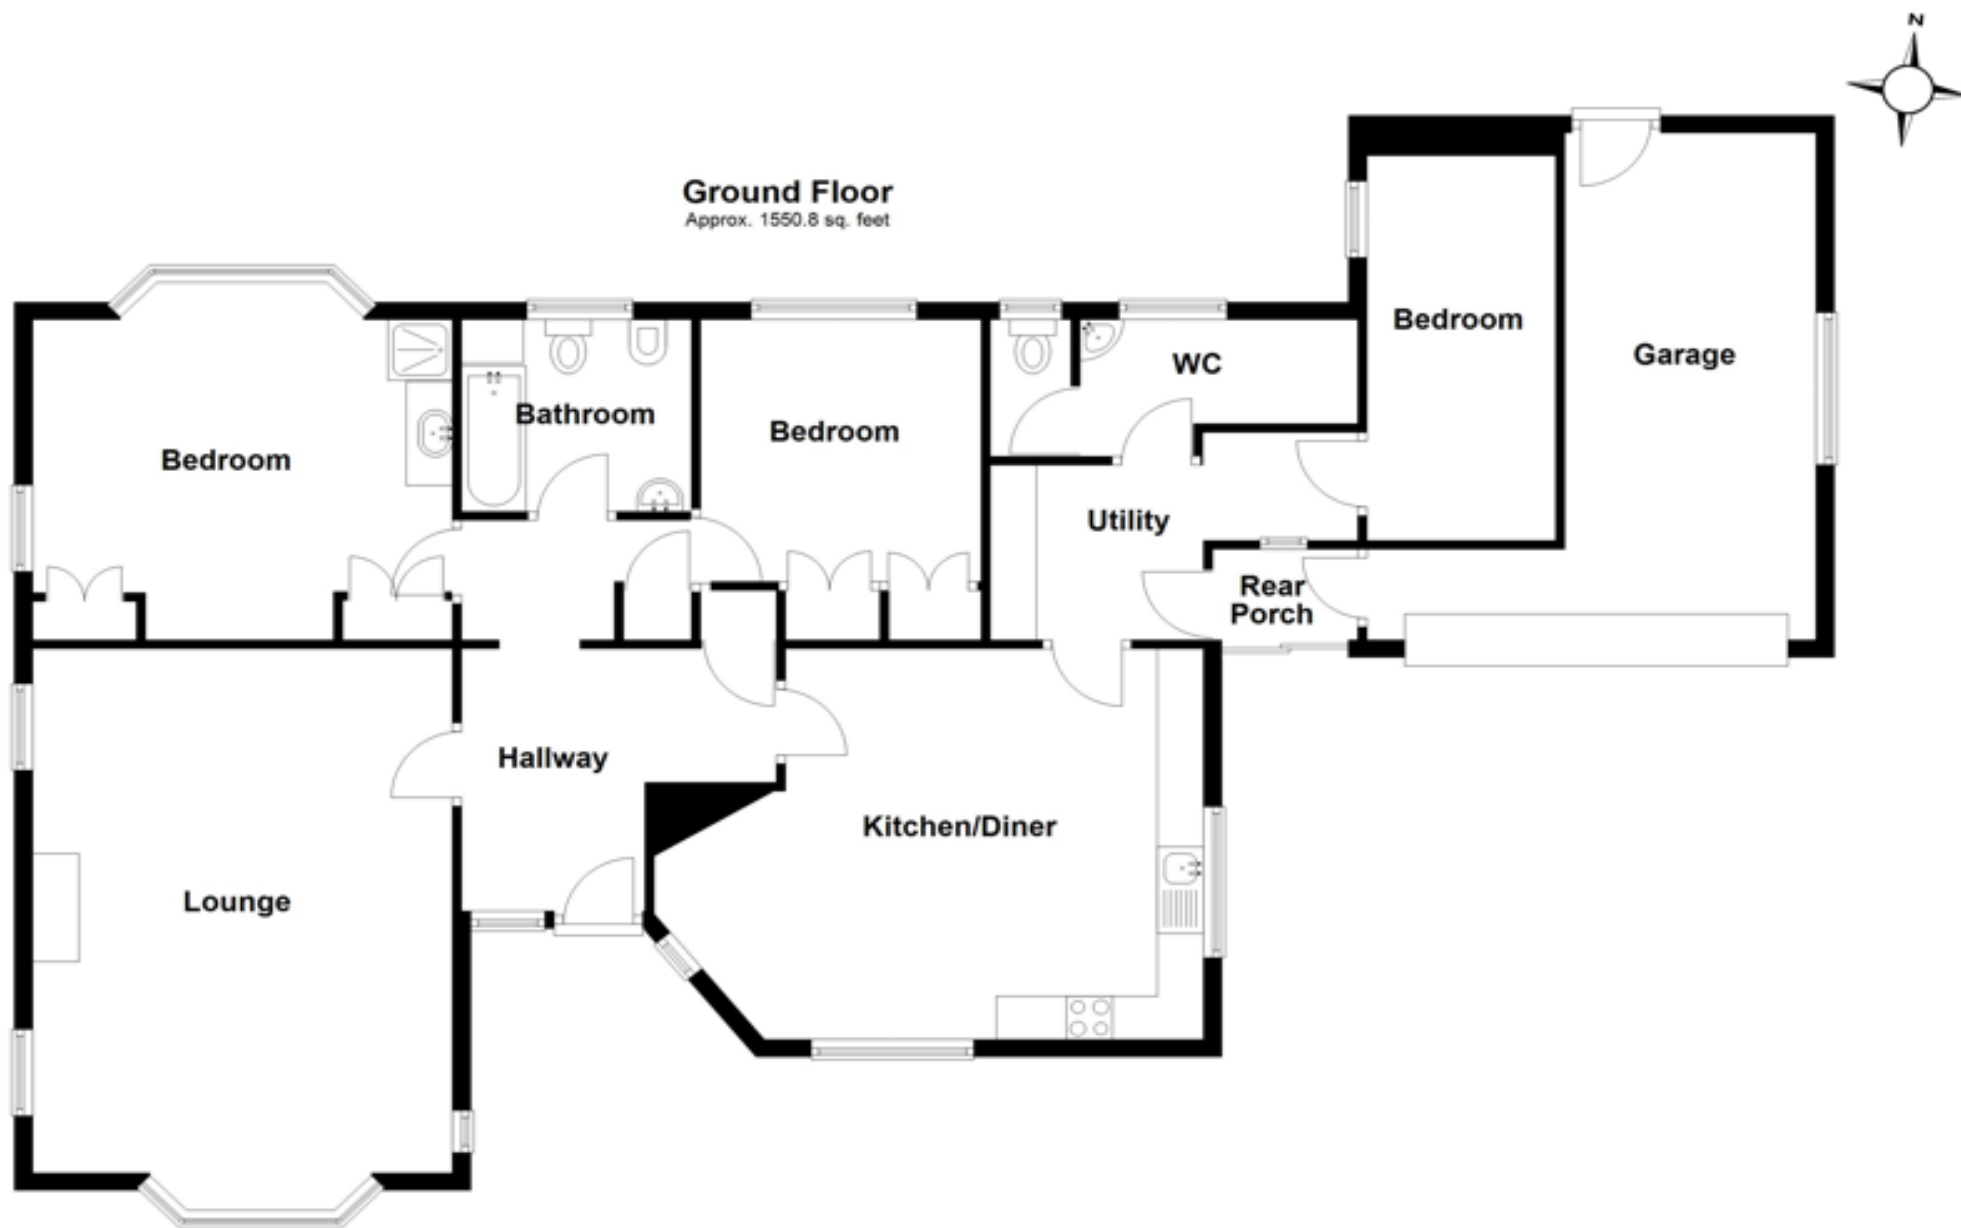 N
Ground Floor
Approx. 1550.8 sq. feet
Bedroom
Garage
WC
Bathroom
Bedroom
Bedroom
Utility
Rear
Porch
Hallway
Kitchen/Diner
Lounge